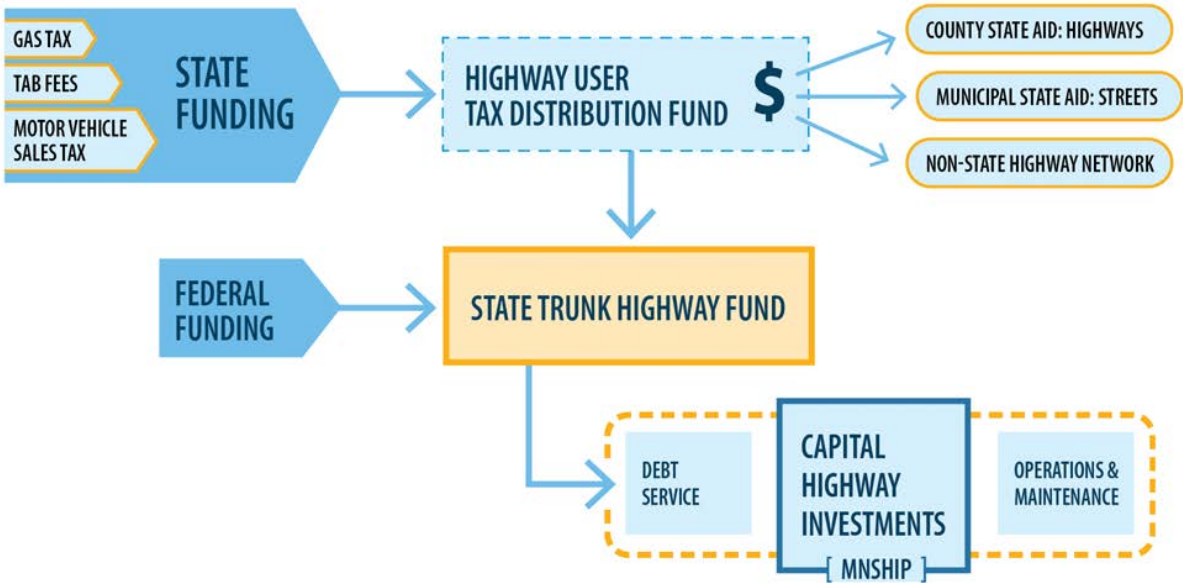 GAS TAX
TAB FEES
MOTOR VEHICLE
SALES TAX
STATE
FUNDING
HIGHWAY USER
TAX DISTRIBUTION FUND
$
COUNTY STATE AID: HIGHWAYS
MUNICIPAL STATE AID: STREETS
NON-STATE HIGHWAY NETWORK
FEDERAL
FUNDING
STATE TRUNK HIGHWAY FUND
DEBT
SERVICE
CAPITAL
HIGHWAY
INVESTMENTS
[ MNSHIP ]
OPERATIONS &
MAINTENANCE